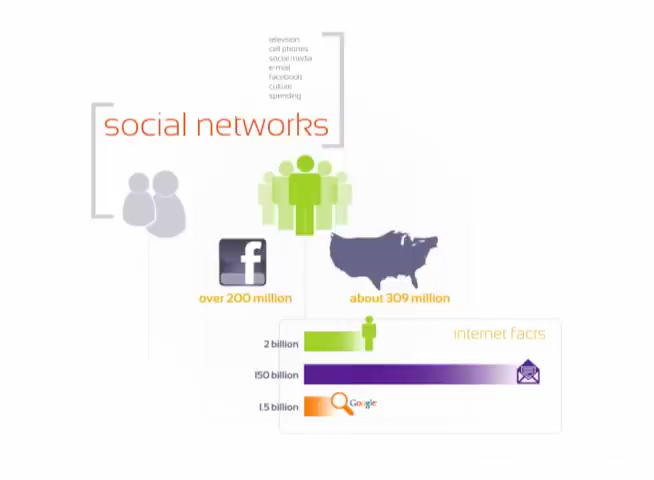 television
cell phones
social media
e-mail
facebook
culture
spending
social networks
f
over 200 million
about 309 million
internet facts
2 billion
150 billion
1.5 billion
Google